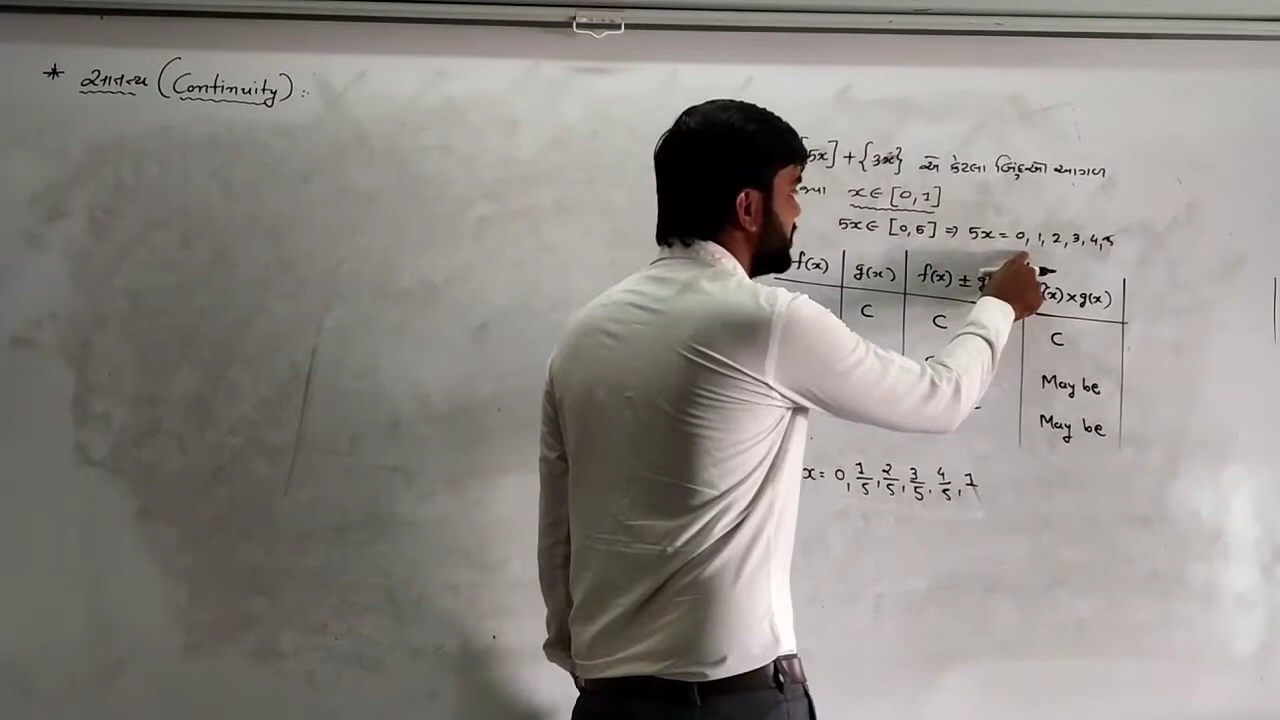 * સાતત્ય (Continuity) :
5x] + {3x} એ કેટલા બિંદુઓ આગળ
x ∈ [0, 1]
5x ∈ [0, 5] ⇒ 5x = 0, 1, 2, 3, 4, 5
f(x) g(x) f(x) ± g (x) × g(x)
C C C
May be
May be
x = 0, 1/5, 2/5, 3/5, 4/5, 1